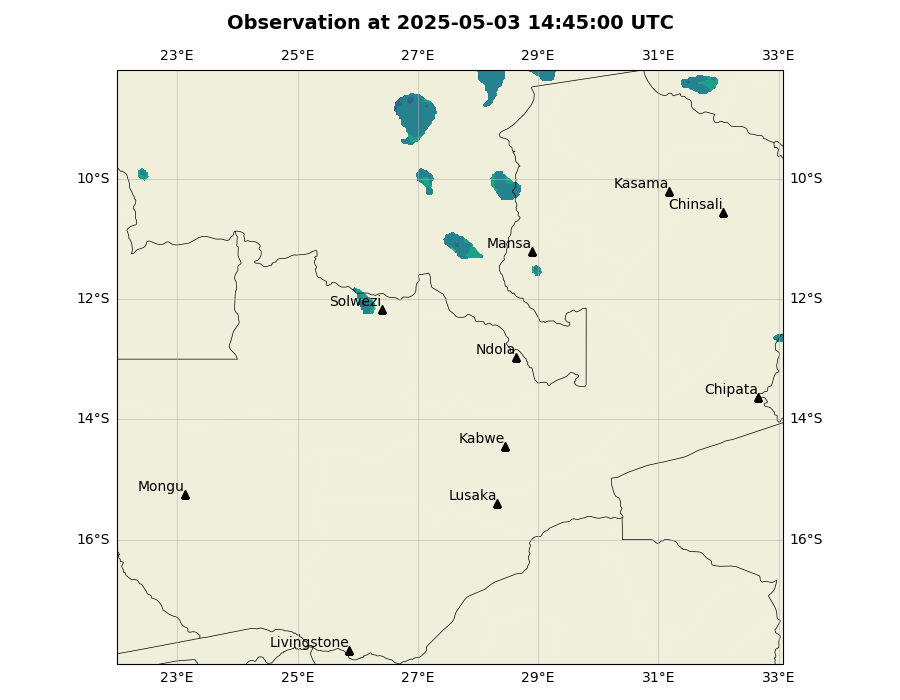 Observation at 2025-05-03 14:45:00 UTC
23°E 25°E 27°E 29°E 31°E 33°E
10°S 10°S
Kasama
Chinsali
Mansa
12°S 12°S
Solwezi
Ndola
Chipata
14°S 14°S
Kabwe
Mongu
Lusaka
16°S 16°S
Livingstone
23°E 25°E 27°E 29°E 31°E 33°E